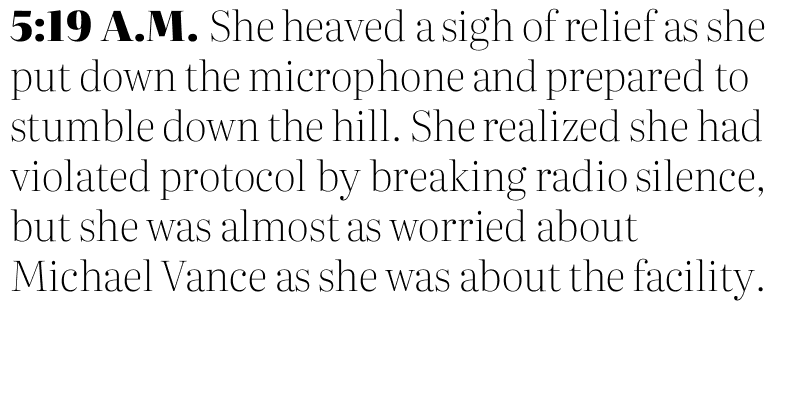 5:19 A.M. She heaved a sigh of relief as she
put down the microphone and prepared to
stumble down the hill. She realized she had
violated protocol by breaking radio silence,
but she was almost as worried about
Michael Vance as she was about the facility.